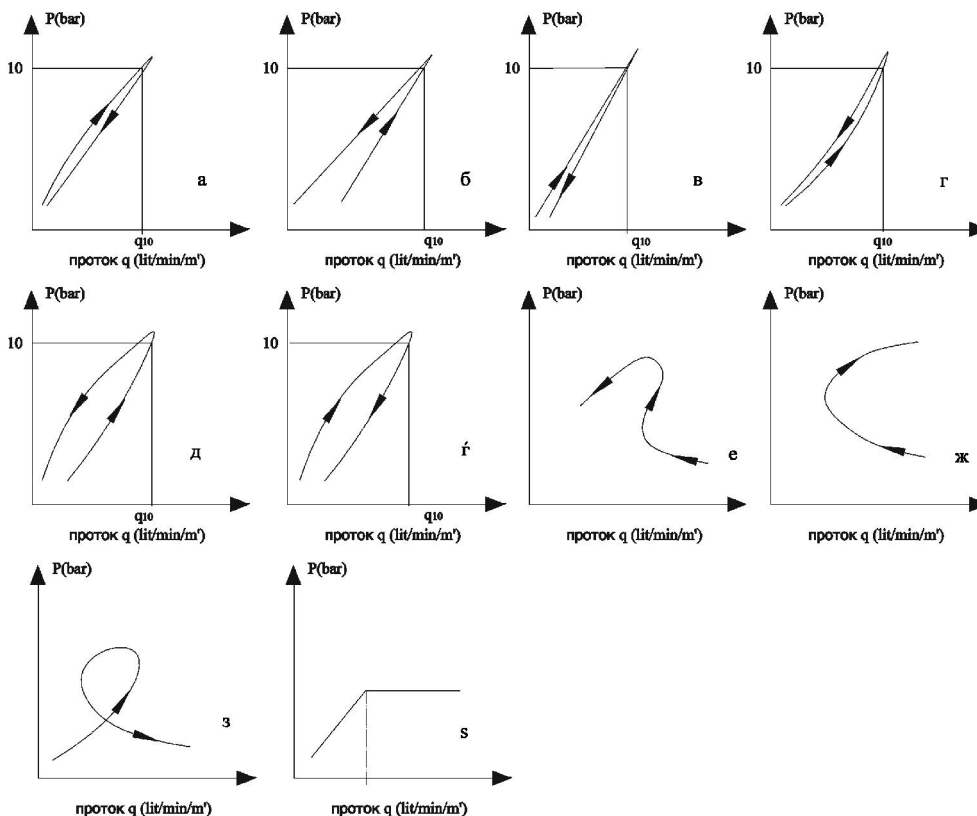 P(bar)
10
а
q10
проток q (lit/min/m')
P(bar)
10
б
q10
проток q (lit/min/m')
P(bar)
10
в
q10
проток q (lit/min/m')
P(bar)
10
г
q10
проток q (lit/min/m')
P(bar)
10
д
q10
проток q (lit/min/m')
P(bar)
10
ѓ
q10
проток q (lit/min/m')
P(bar)
е
проток q (lit/min/m')
P(bar)
ж
проток q (lit/min/m')
P(bar)
з
проток q (lit/min/m')
P(bar)
ѕ
проток q (lit/min/m')